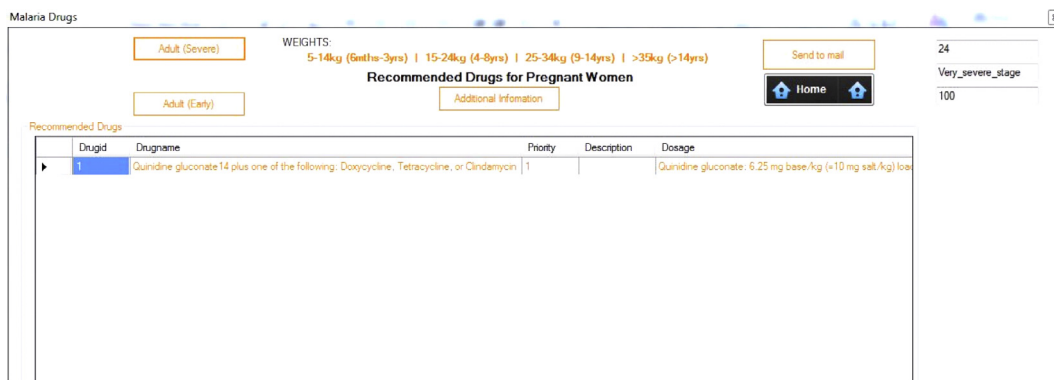 Malaria Drugs
Adult (Severe)
WEIGHTS:
5-14kg (6mths-3yrs) | 15-24kg (4-8yrs) | 25-34kg (9-14yrs) | >35kg (>14yrs)
Send to mail
24
Recommended Drugs for Pregnant Women
Very_severe_stage
Adult (Early)
Additional Infomation
Home
100
Recommended Drugs
Drugid Drugname Priority Description Dosage
1 Quinidine gluconate14 plus one of the following: Doxycycline, Tetracycline, or Clindamycin 1 Quinidine gluconate: 6.25 mg base/kg (=10 mg salt/kg) loa